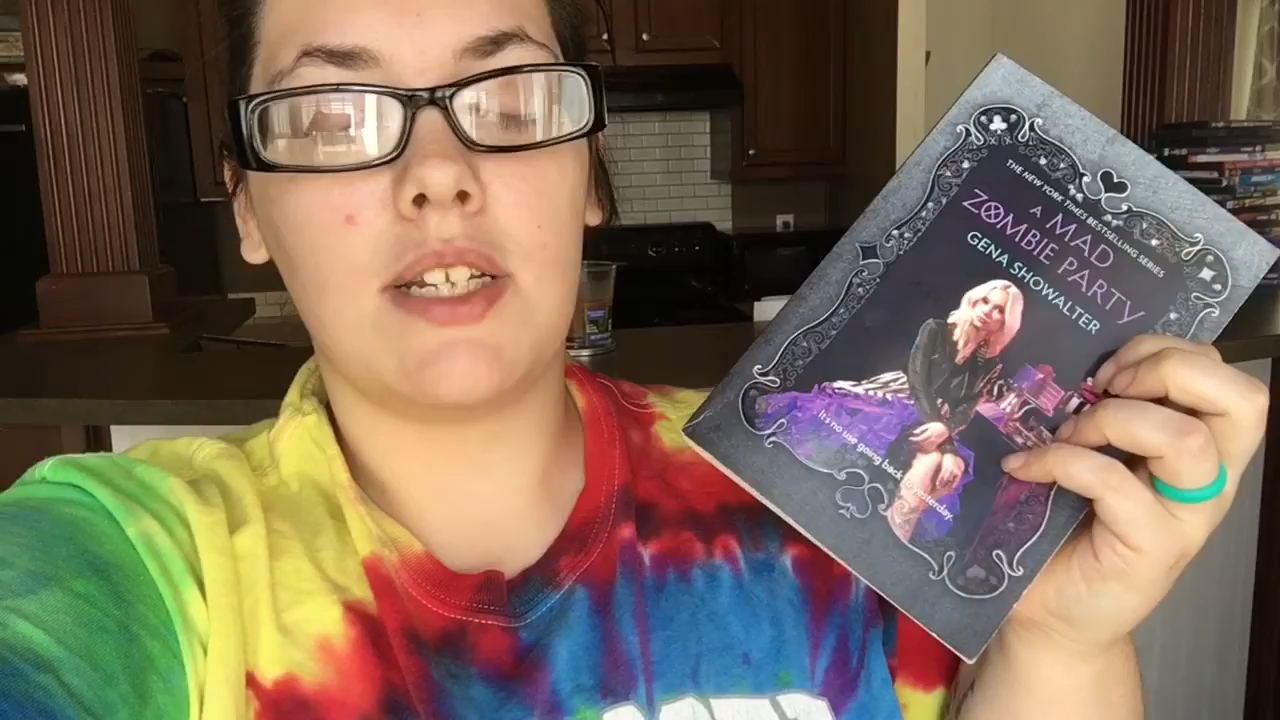 THE NEW YORK TIMES BESTSELLING SERIES
A MAD
ZOMBIE PARTY
GENA SHOWALTER
It's no use going back to yesterday.